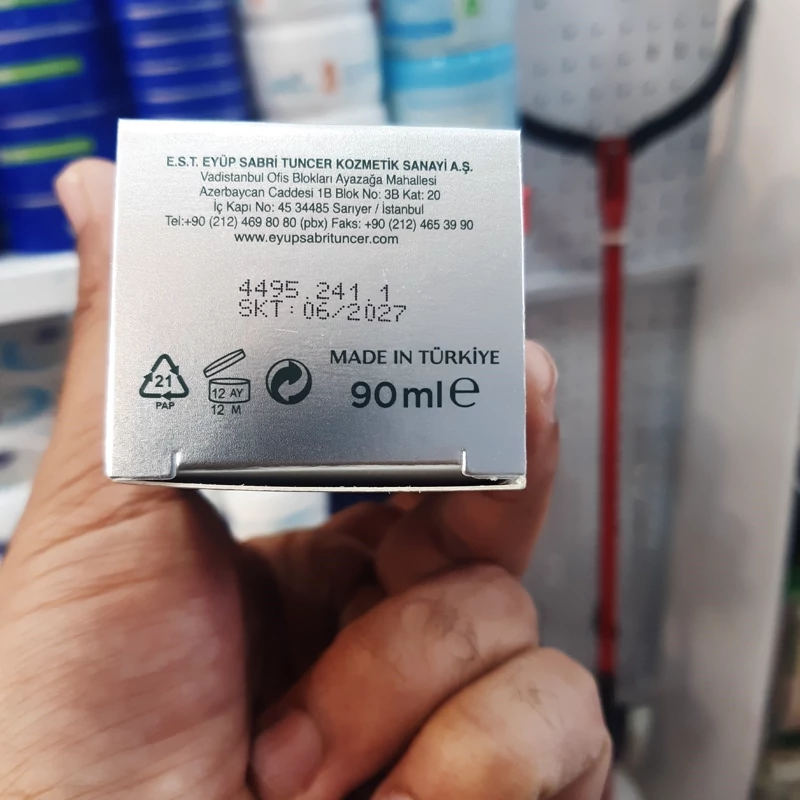 E.S.T. EYÜP SABRİ TUNCER KOZMETİK SANAYİ A.Ş.
Vadistanbul Ofis Blokları Ayazağa Mahallesi
Azerbaycan Caddesi 1B Blok No: 3B Kat: 20
İç Kapı No: 45 34485 Sarıyer / İstanbul
Tel:+90 (212) 469 80 80 (pbx) Faks: +90 (212) 465 39 90
www.eyupsabrituncer.com
4495 241 1
SKT: 06/2027
MADE IN TÜRKİYE
21
PAP
12 AY
12 M
90 ml e